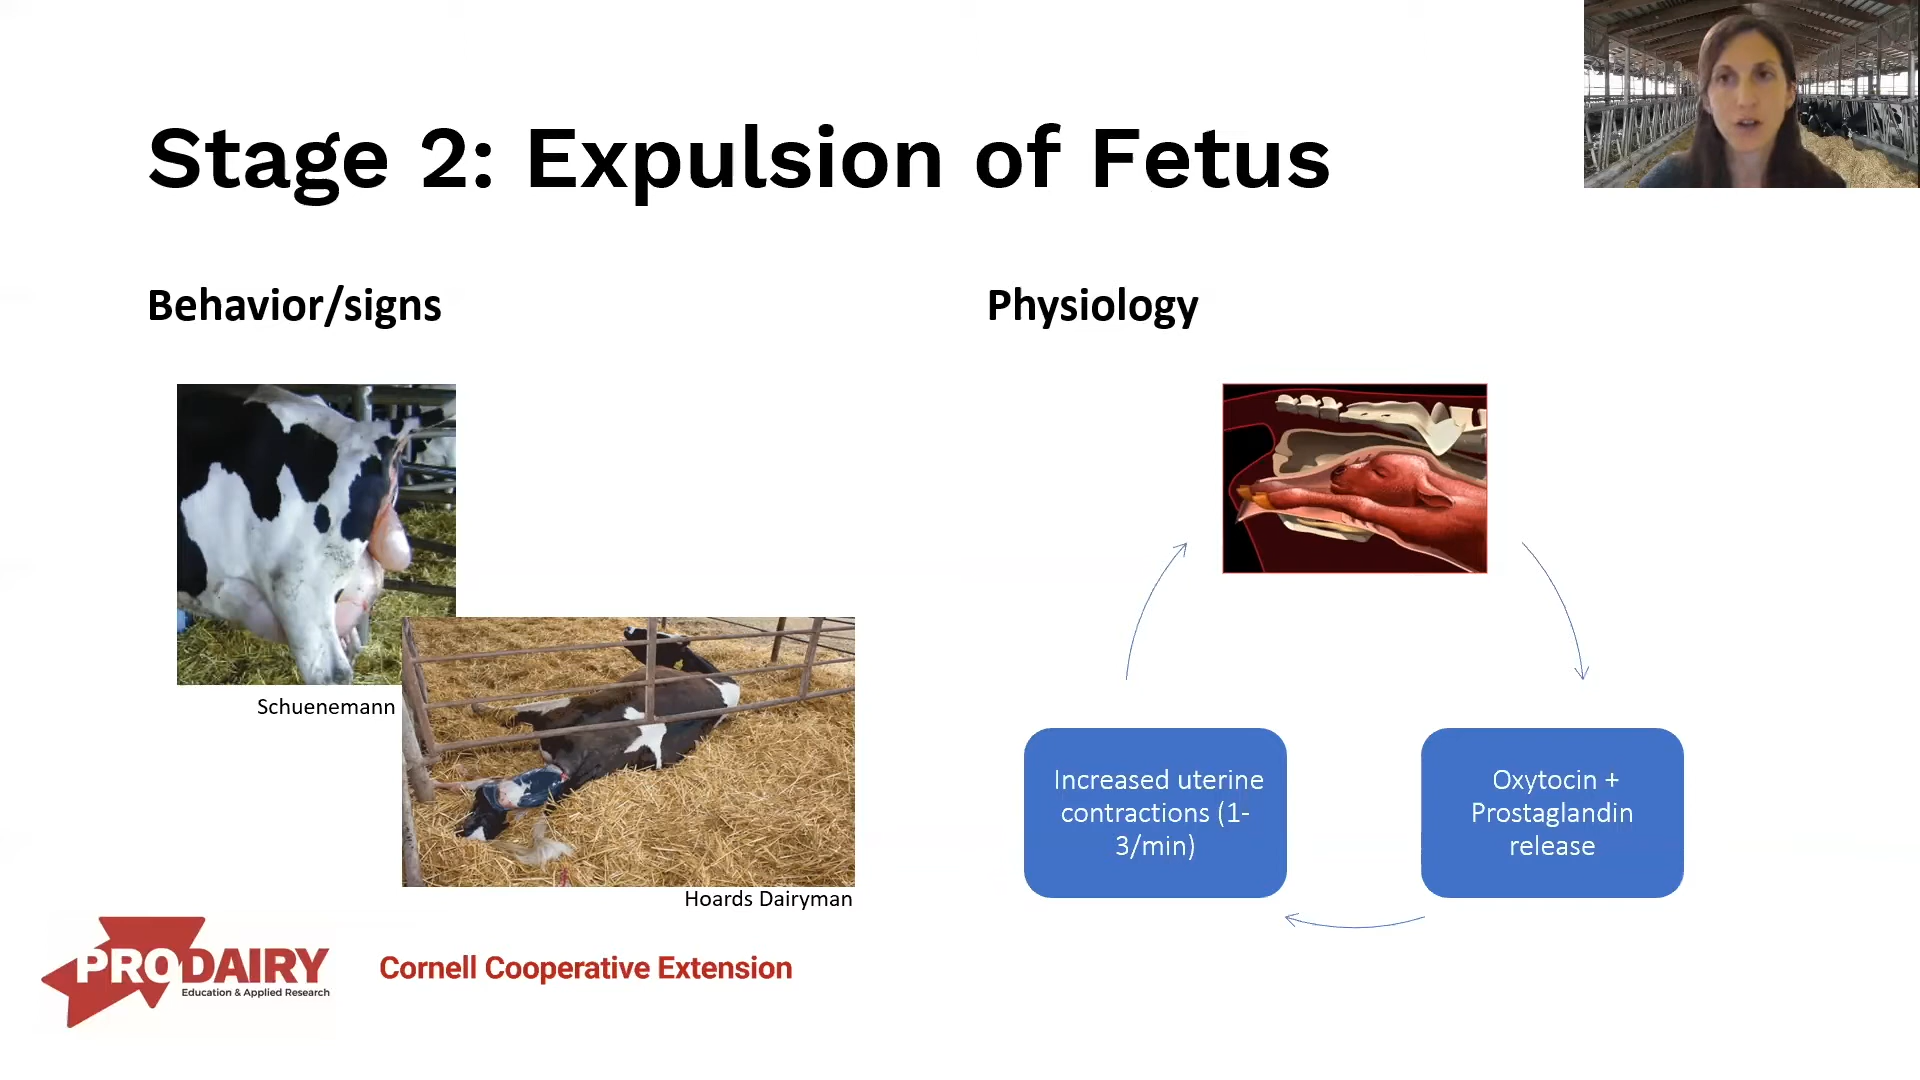 Stage 2: Expulsion of Fetus
Behavior/signs
Schuenemann
Hoards Dairyman
Physiology
Oxytocin +
Prostaglandin
release
Increased uterine
contractions (1-
3/min)
PRODAIRY
Education & Applied Research
Cornell Cooperative Extension